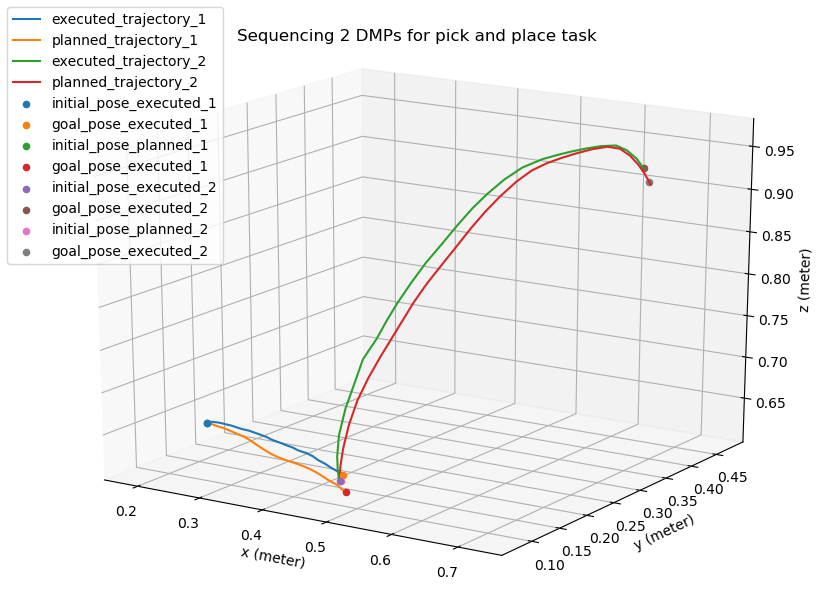 Sequencing 2 DMPs for pick and place task
executed_trajectory_1
planned_trajectory_1
executed_trajectory_2
planned_trajectory_2
initial_pose_executed_1
goal_pose_executed_1
initial_pose_planned_1
goal_pose_executed_1
initial_pose_executed_2
goal_pose_executed_2
initial_pose_planned_2
goal_pose_executed_2
0.95
0.90
0.85
0.80
0.75
0.70
0.65
z (meter)
0.2
0.3
0.4
0.5
0.6
0.7
x (meter)
0.10
0.15
0.20
0.25
0.30
0.35
0.40
0.45
y (meter)